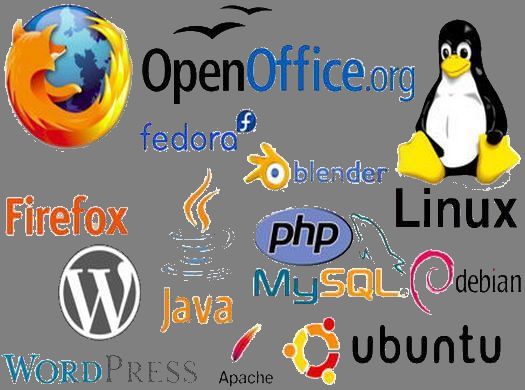 OpenOffice.org
fedora
blender
Linux
Firefox
php
MySQL
debian
Java
ubuntu
WORDPRESS
Apache